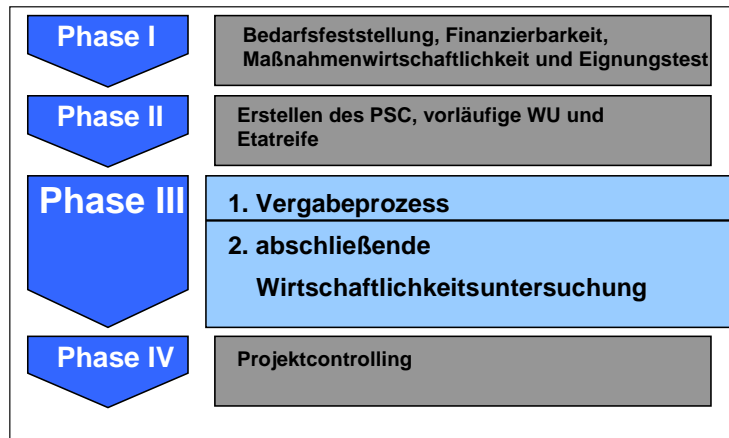 Phase I
Bedarfsfeststellung, Finanzierbarkeit,
Maßnahmenwirtschaftlichkeit und Eignungstest
Phase II
Erstellen des PSC, vorläufige WU und
Etatreife
Phase III
1. Vergabeprozess
2. abschließende
Wirtschaftlichkeitsuntersuchung
Phase IV
Projektcontrolling